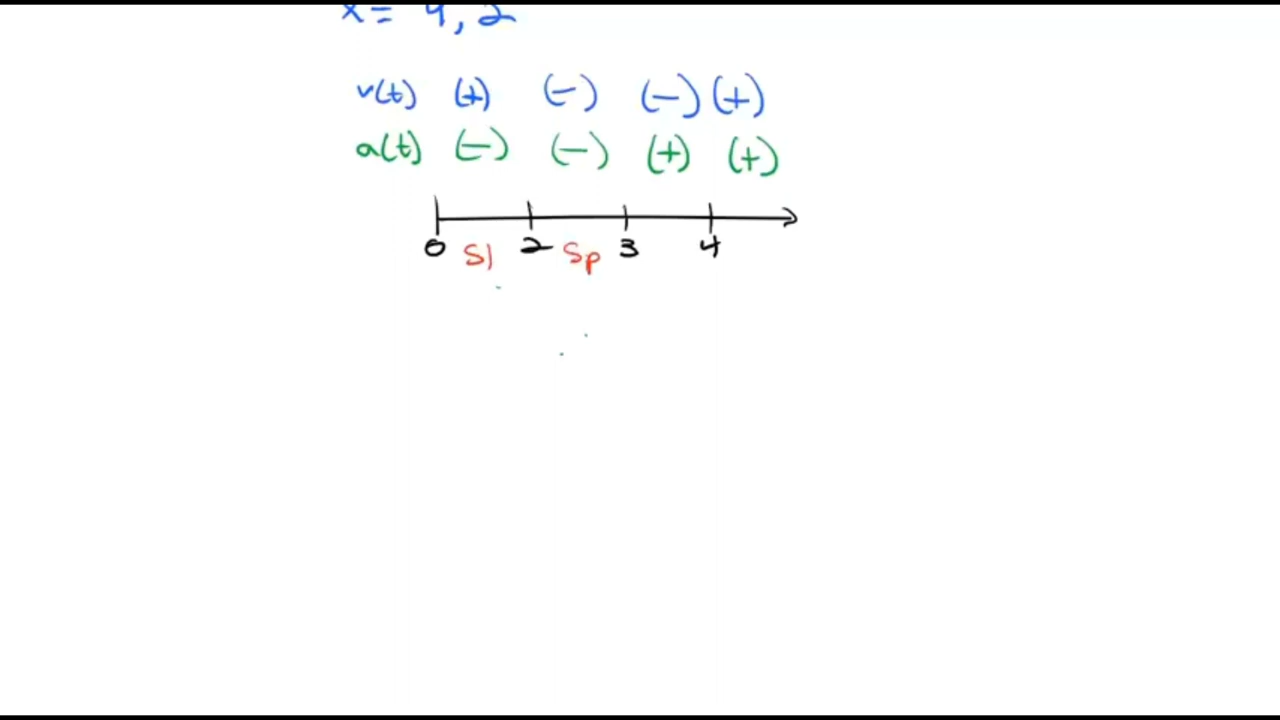 x = 4, 2
v(t) (+) (−) (−) (+)
a(t) (−) (−) (+) (+)
0 Sl 2 Sp 3 4